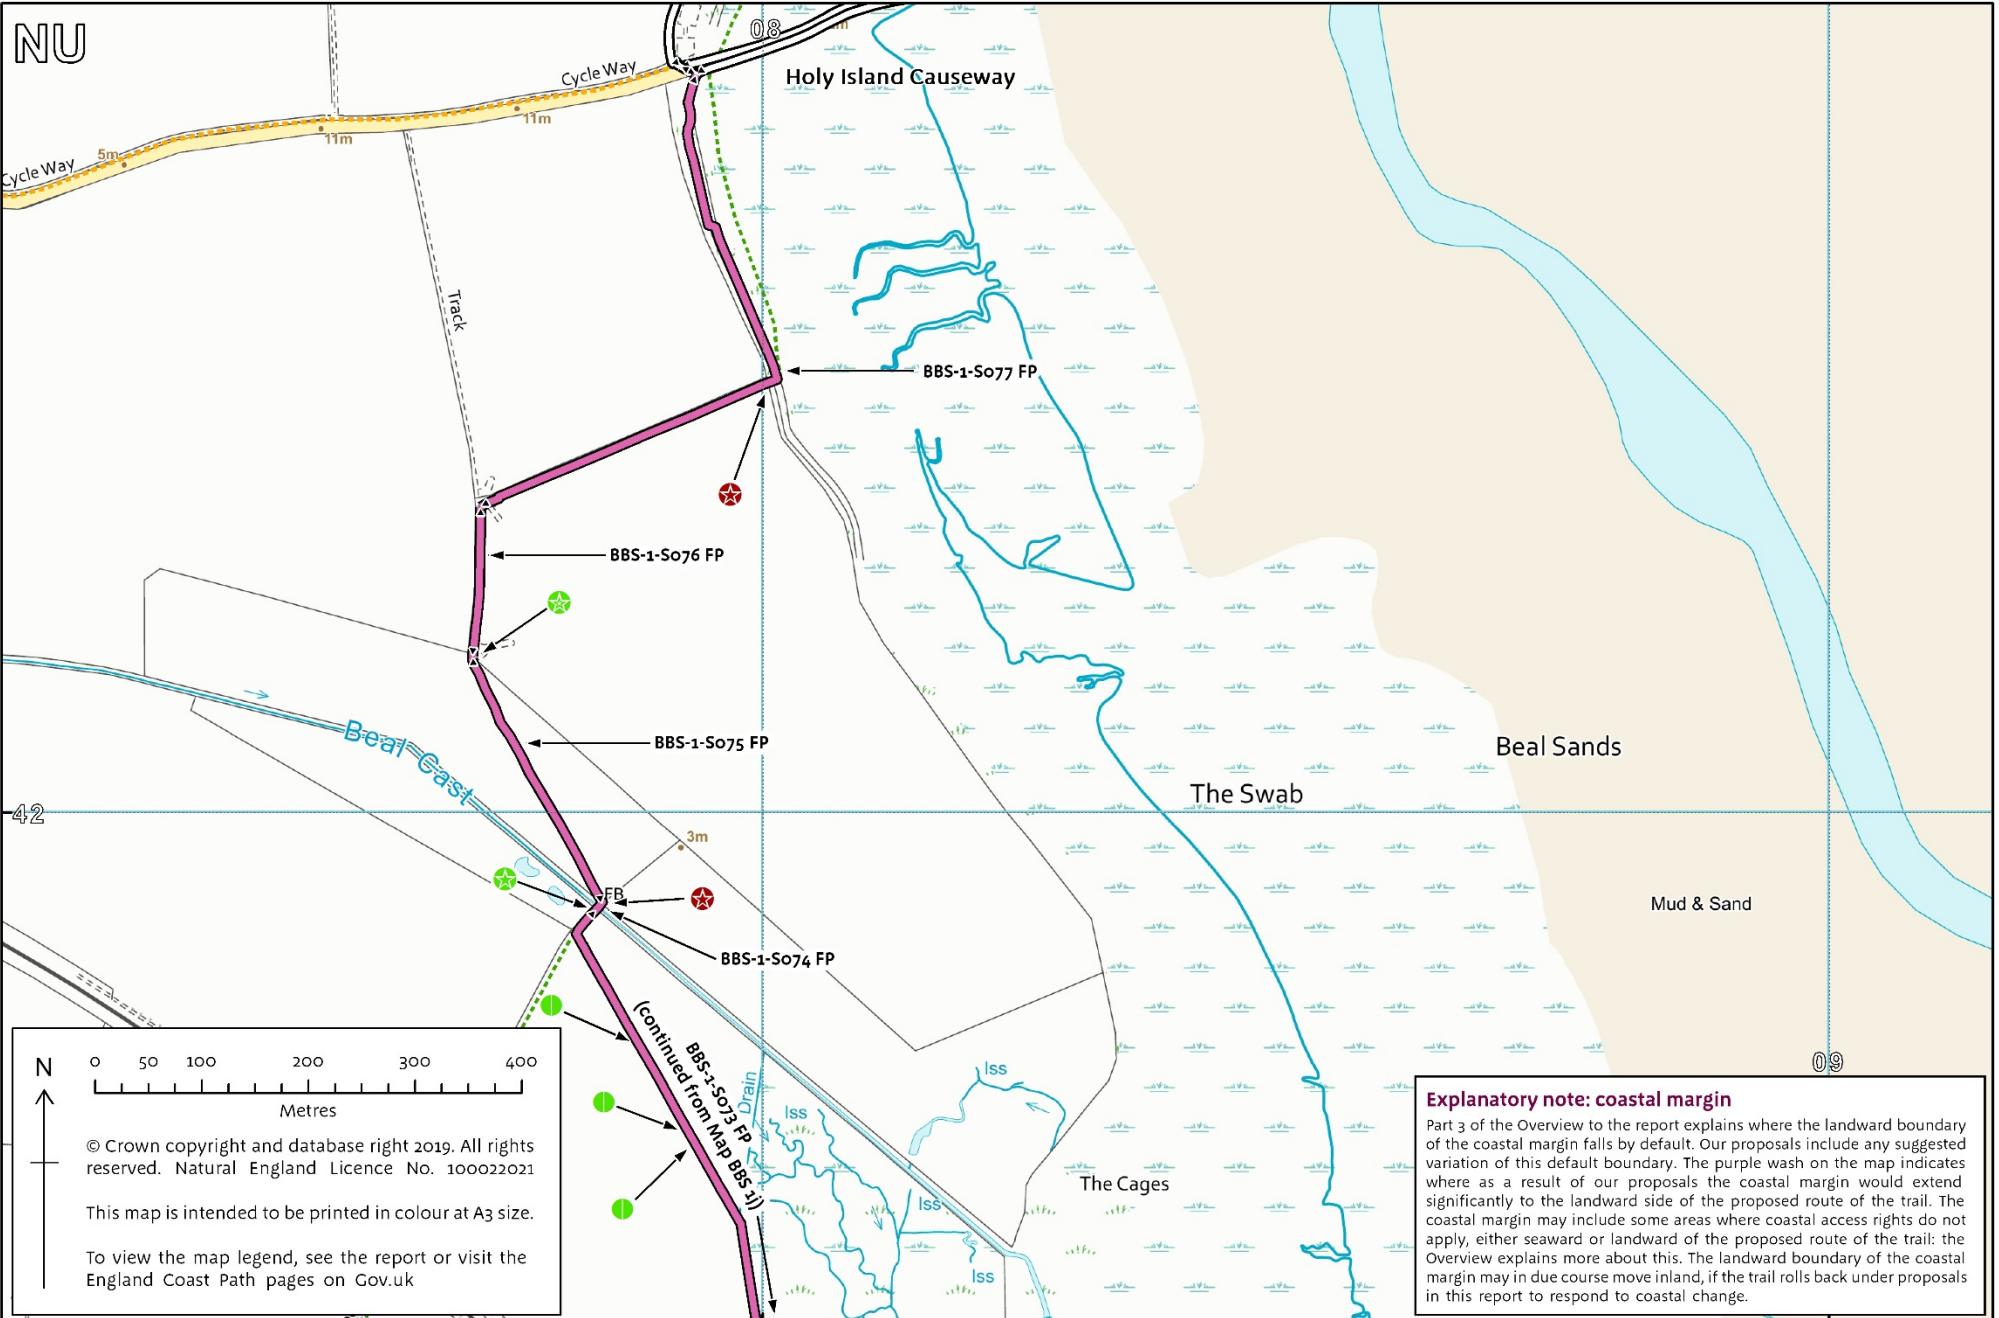 NU
08
Cycle Way
Holy Island Causeway
11m
11m
5m
Cycle Way
Track
BBS-1-S077 FP
BBS-1-S076 FP
BBS-1-S075 FP
Beal Cast
Beal Sands
The Swab
42
3m
FB
Mud & Sand
BBS-1-S074 FP
BBS-1-S073 FP
(continued from Map BBS 1j)
Drain
Iss
Iss
Iss
Iss
The Cages
09
N
0 50 100 200 300 400
Metres
© Crown copyright and database right 2019. All rights
reserved. Natural England Licence No. 100022021
This map is intended to be printed in colour at A3 size.
To view the map legend, see the report or visit the
England Coast Path pages on Gov.uk
Explanatory note: coastal margin
Part 3 of the Overview to the report explains where the landward boundary
of the coastal margin falls by default. Our proposals include any suggested
variation of this default boundary. The purple wash on the map indicates
where as a result of our proposals the coastal margin would extend
significantly to the landward side of the proposed route of the trail. The
coastal margin may include some areas where coastal access rights do not
apply, either seaward or landward of the proposed route of the trail: the
Overview explains more about this. The landward boundary of the coastal
margin may in due course move inland, if the trail rolls back under proposals
in this report to respond to coastal change.